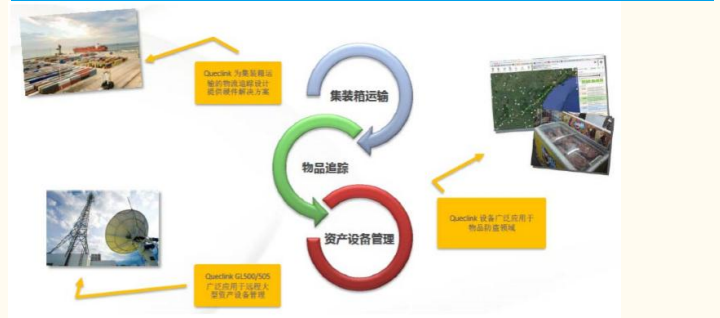 Queclink 为集装箱运
输的物流追踪设计
提供硬件解决方案
集装箱运输
物品追踪
Queclink 设备广泛应用于
物品防盗领域
资产设备管理
Queclink GL500/505
广泛应用于远程大
型资产设备管理